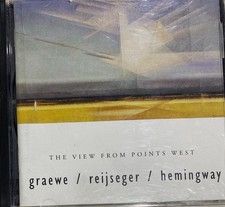 THE VIEW FROM POINTS WEST
graewe / reijseger / hemingway